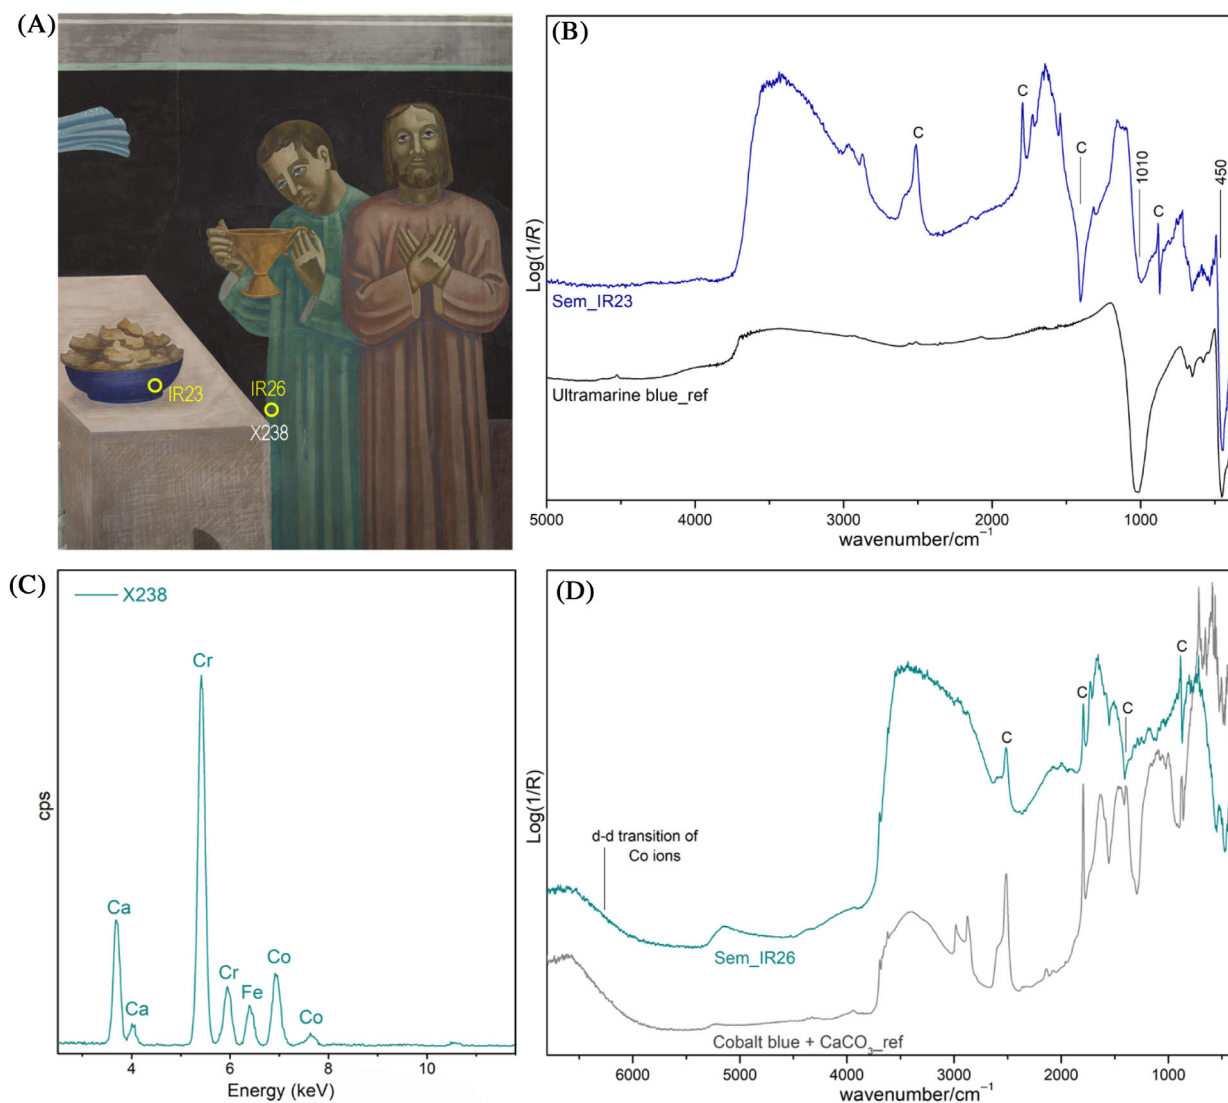 (A)
IR23
IR26
X238
(B)
Log(1/R)
C
C
C
C
1010
450
Sem_IR23
Ultramarine blue_ref
5000
4000
3000
2000
1000
wavenumber/cm⁻¹
(C)
X238
cps
Ca
Ca
Cr
Cr
Fe
Co
Co
4
6
8
10
Energy (keV)
(D)
Log(1/R)
C
C
C
C
d-d transition of
Co ions
Sem_IR26
Cobalt blue + CaCO₃_ref
6000
5000
4000
3000
2000
1000
wavenumber/cm⁻¹